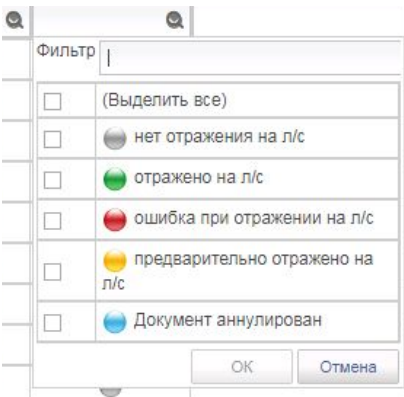 Фильтр
(Выделить все)
нет отражения на л/с
отражено на л/с
ошибка при отражении на л/с
предварительно отражено на
л/с
Документ аннулирован
ОК
Отмена